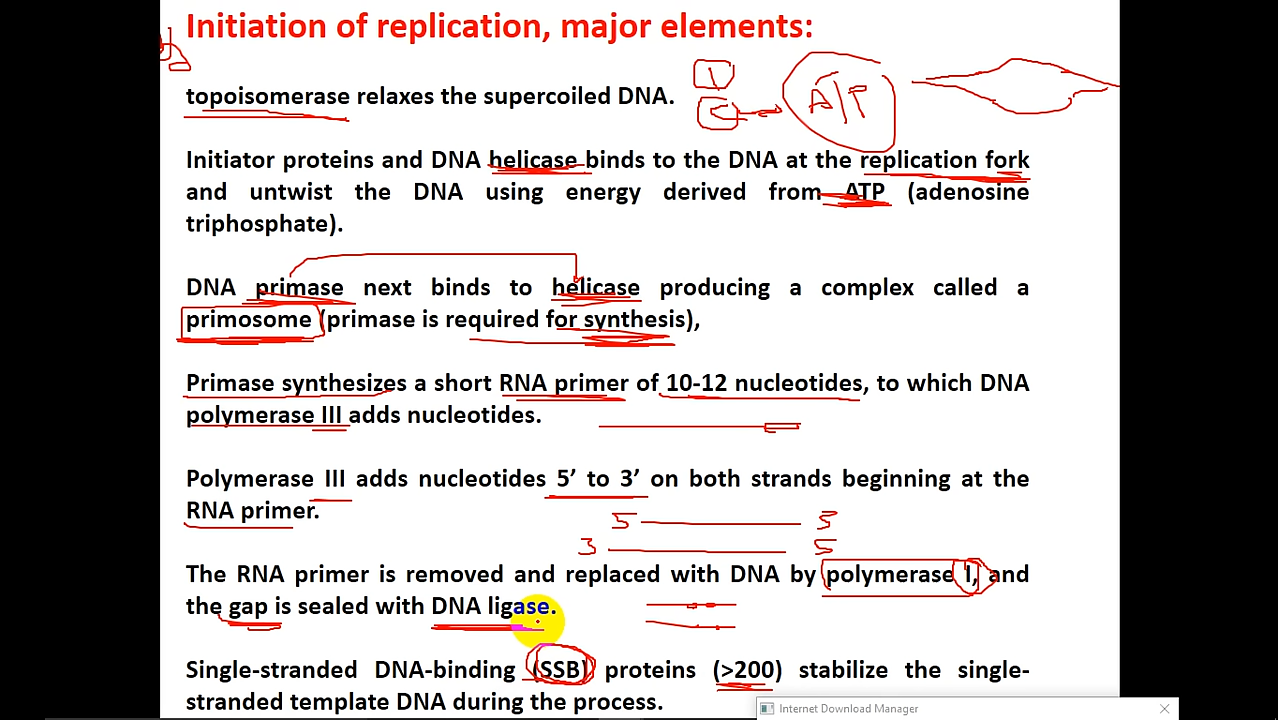 Initiation of replication, major elements:
topoisomerase relaxes the supercoiled DNA.
ATP
Initiator proteins and DNA helicase binds to the DNA at the replication fork
and untwist the DNA using energy derived from ATP (adenosine
triphosphate).
DNA primase next binds to helicase producing a complex called a
primosome (primase is required for synthesis),
Primase synthesizes a short RNA primer of 10-12 nucleotides, to which DNA
polymerase III adds nucleotides.
Polymerase III adds nucleotides 5’ to 3’ on both strands beginning at the
RNA primer.
5
3 5
The RNA primer is removed and replaced with DNA by polymerase I, and
the gap is sealed with DNA ligase.
Single-stranded DNA-binding (SSB) proteins (>200) stabilize the single-
stranded template DNA during the process.
Internet Download Manager